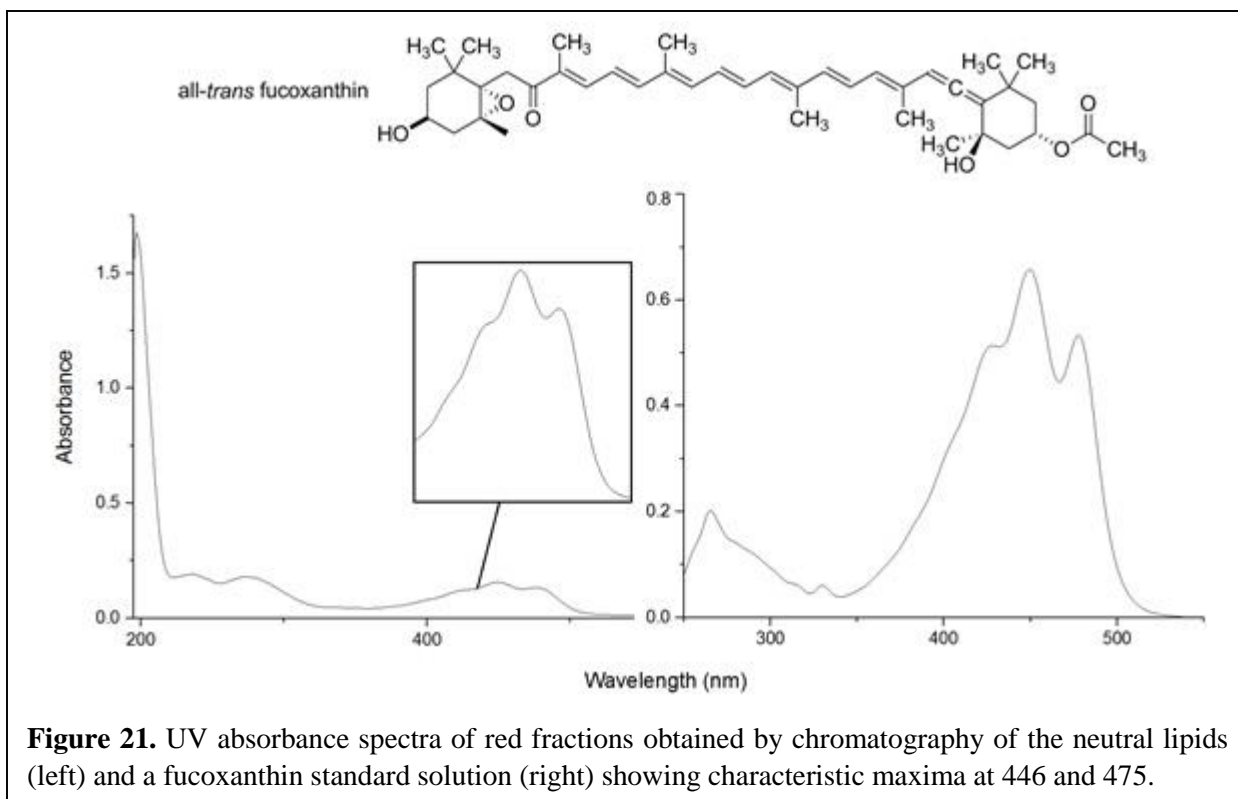 H₃C CH₃
CH₃
CH₃
H₃C CH₃
all-trans fucoxanthin
O
O
HO
O
CH₃
CH₃
C
H₃C
HO
O
CH₃
0.8
1.5
0.6
1.0
0.4
0.5
0.2
0.0
0.0
Absorbance
200
400
300
400
500
Wavelength (nm)
Figure 21. UV absorbance spectra of red fractions obtained by chromatography of the neutral lipids
(left) and a fucoxanthin standard solution (right) showing characteristic maxima at 446 and 475.